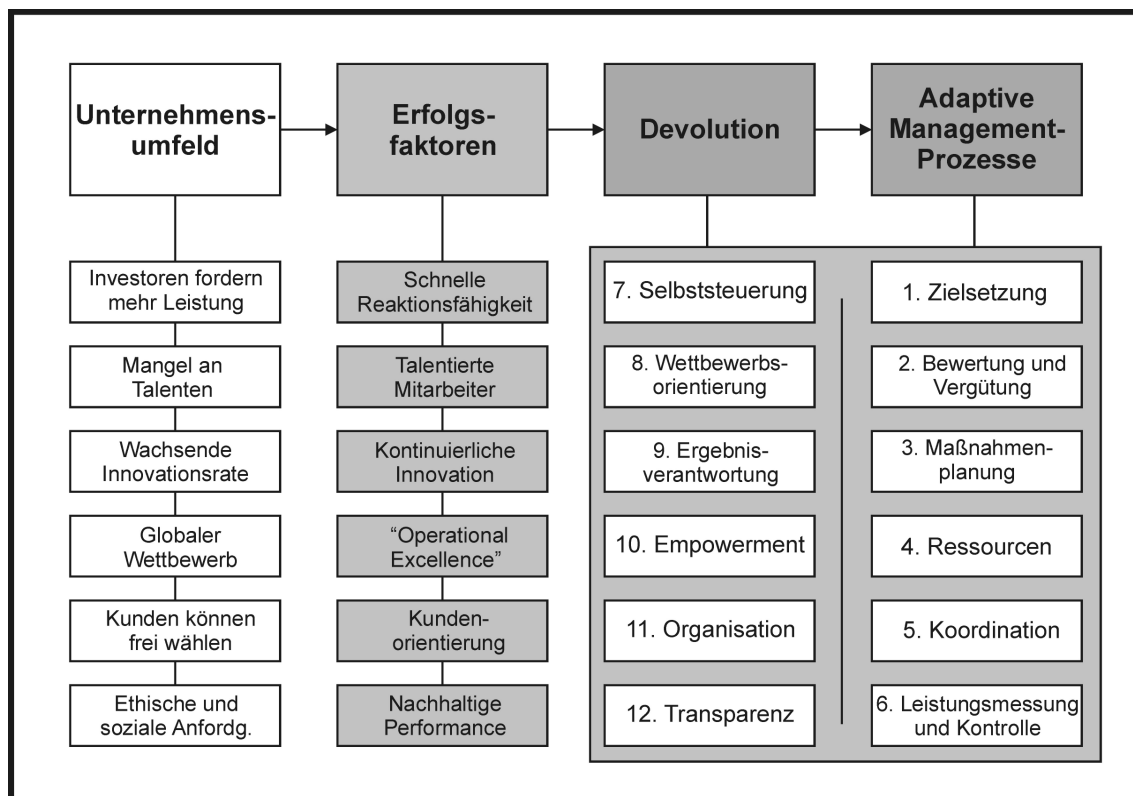 Unternehmens-
umfeld
Erfolgs-
faktoren
Devolution
Adaptive
Management-
Prozesse
Investoren fordern
mehr Leistung
Mangel an
Talenten
Wachsende
Innovationsrate
Globaler
Wettbewerb
Kunden können
frei wählen
Ethische und
soziale Anfordg.
Schnelle
Reaktionsfähigkeit
Talentierte
Mitarbeiter
Kontinuierliche
Innovation
“Operational
Excellence”
Kunden-
orientierung
Nachhaltige
Performance
7. Selbststeuerung
8. Wettbewerbs-
orientierung
9. Ergebnis-
verantwortung
10. Empowerment
11. Organisation
12. Transparenz
1. Zielsetzung
2. Bewertung und
Vergütung
3. Maßnahmen-
planung
4. Ressourcen
5. Koordination
6. Leistungsmessung
und Kontrolle